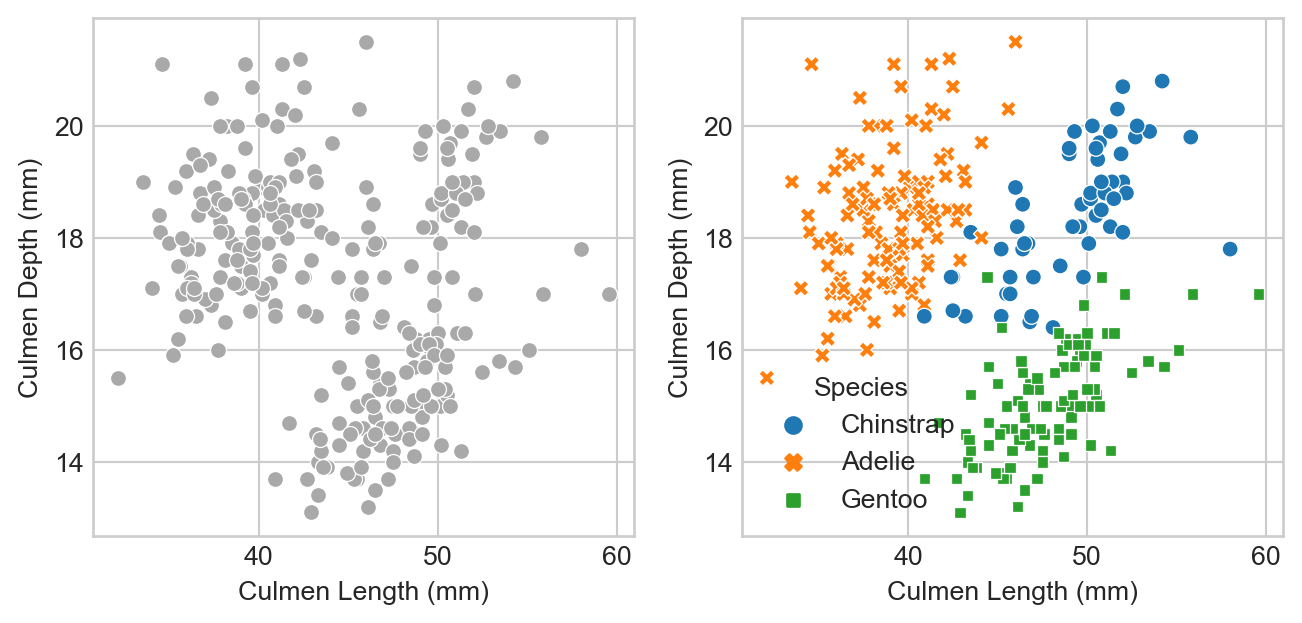 20
18
16
14
Culmen Depth (mm)
40 50 60
Culmen Length (mm)
20
18
16
14
Culmen Depth (mm)
Species
Chinstrap
Adelie
Gentoo
40 50 60
Culmen Length (mm)